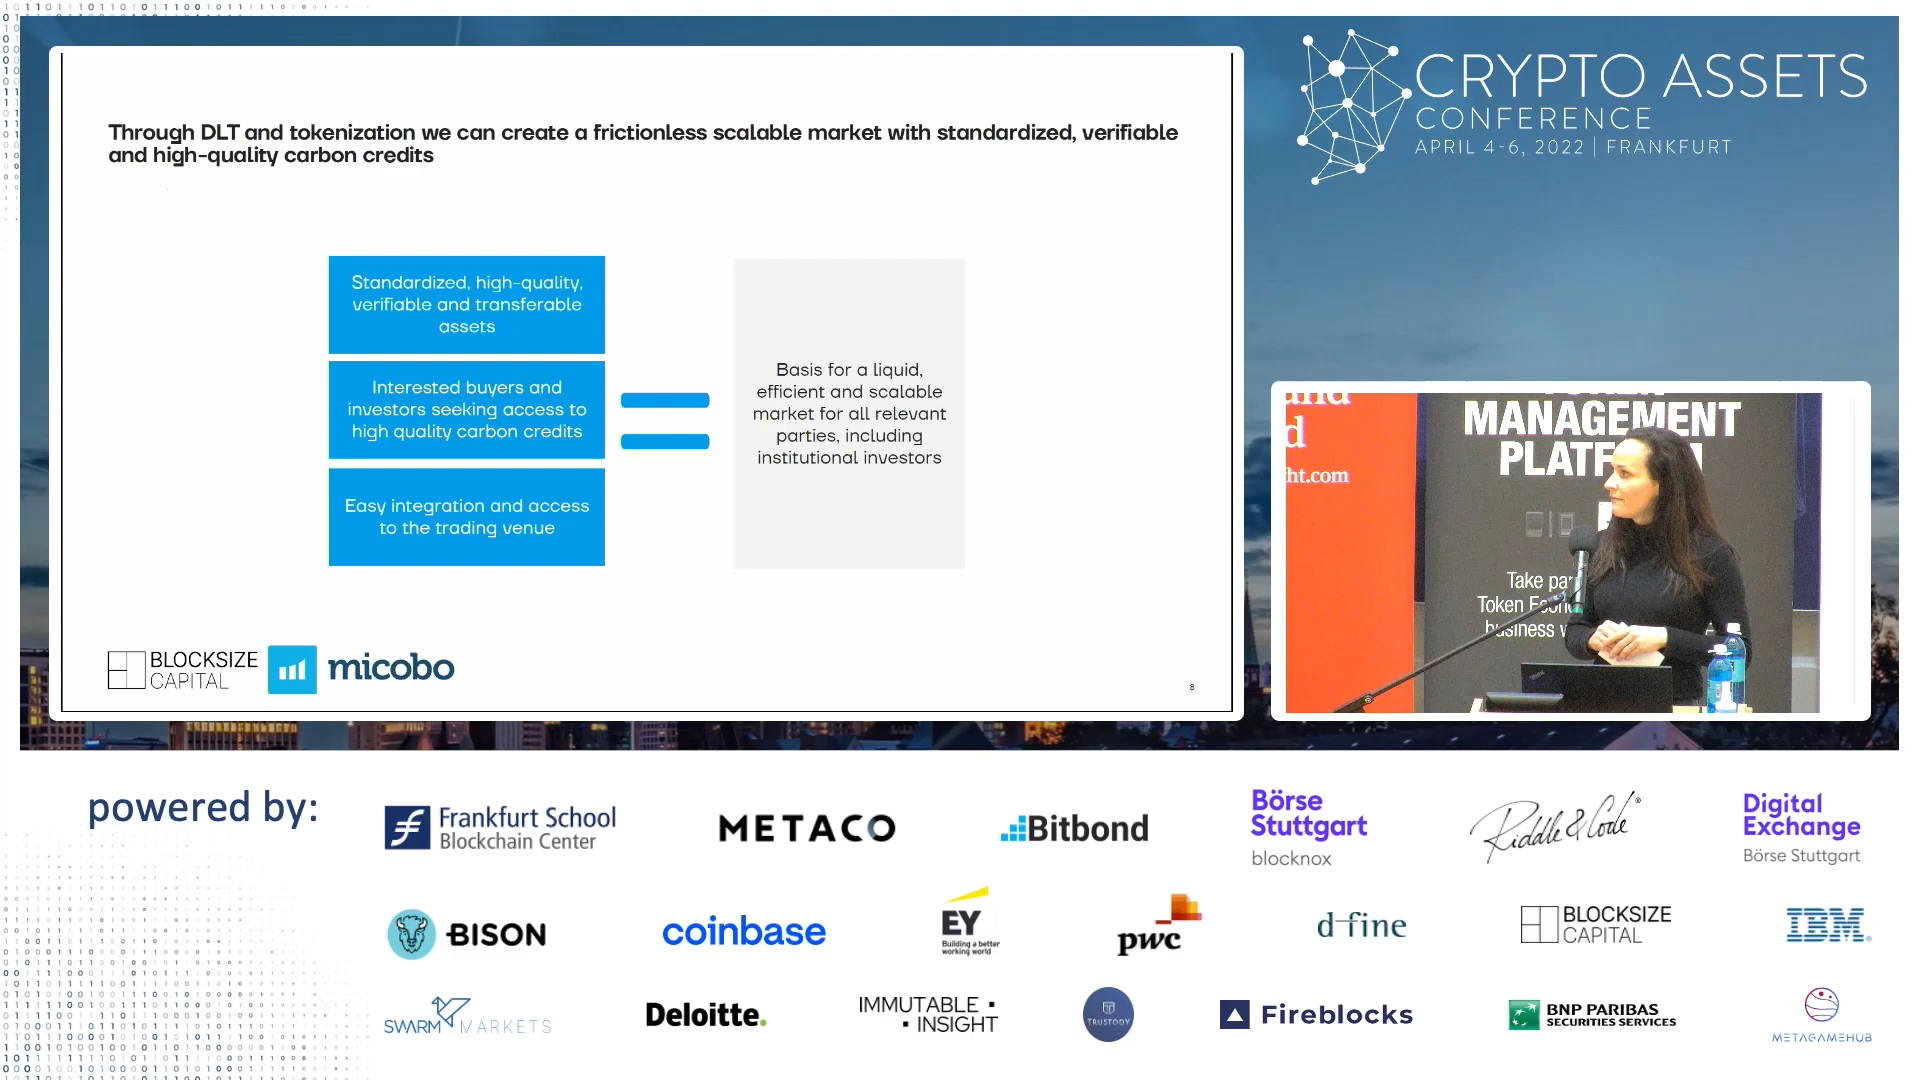 Through DLT and tokenization we can create a frictionless scalable market with standardized, verifiable
and high-quality carbon credits
Standardized, high-quality,
verifiable and transferable
assets
Interested buyers and
investors seeking access to
high quality carbon credits
Easy integration and access
to the trading venue
Basis for a liquid,
efficient and scalable
market for all relevant
parties, including
institutional investors
BLOCKSIZE
CAPITAL
micobo
8
CRYPTO ASSETS
CONFERENCE
APRIL 4-6, 2022 | FRANKFURT
d
ht.com
MANAGEMENT
Take
Token
business
powered by:
Frankfurt School
Blockchain Center
METACO
Bitbond
Börse
Stuttgart
blocknox
Riddle & Code
Digital
Exchange
Börse Stuttgart
BISON
coinbase
EY
Building a better
working world
pwc
d-fine
BLOCKSIZE
CAPITAL
IBM
SWARM MARKETS
Deloitte.
IMMUTABLE
INSIGHT
TRUSTODY
Fireblocks
BNP PARIBAS
SECURITIES SERVICES
METAGAMEHUB